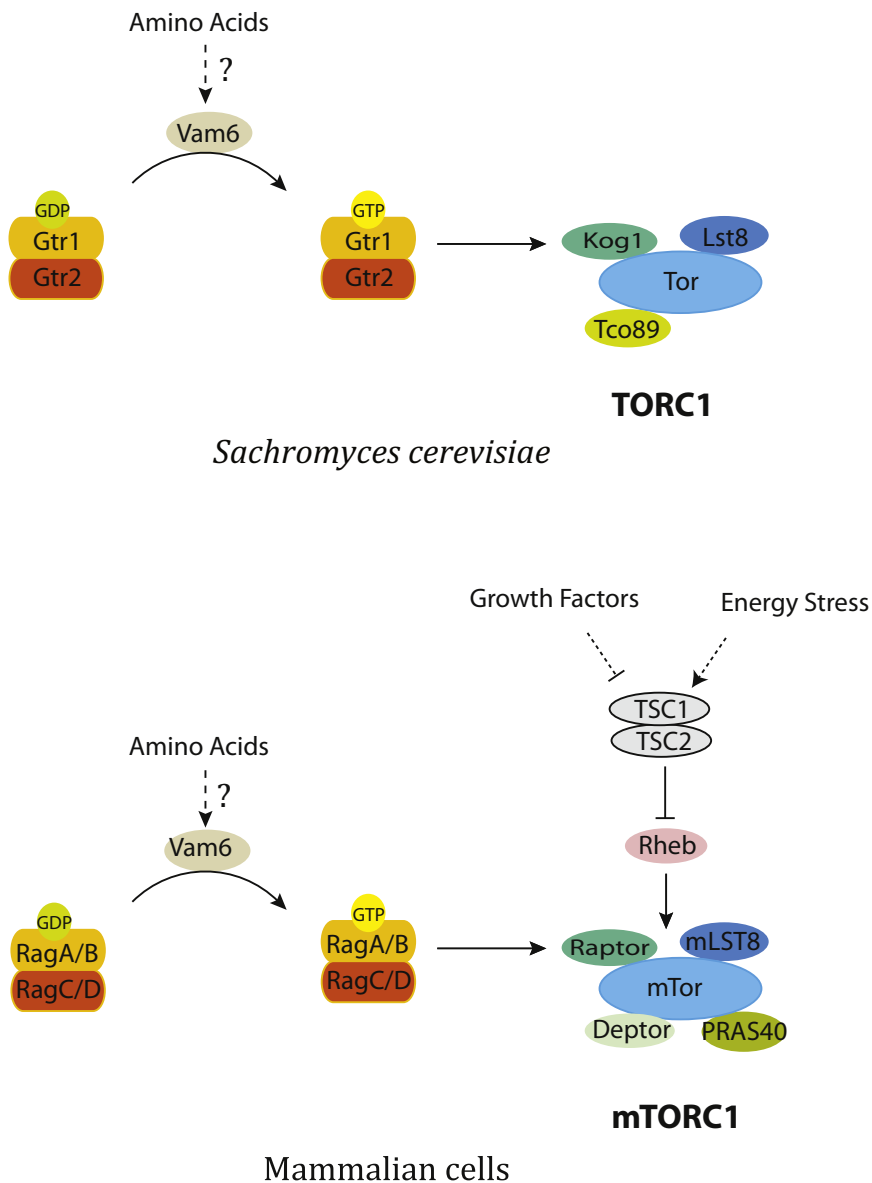 Amino Acids
?
Vam6
GDP
Gtr1
Gtr2
GTP
Gtr1
Gtr2
Kog1
Lst8
Tor
Tco89
TORC1
Sachromyces cerevisiae
Growth Factors
Energy Stress
TSC1
TSC2
Amino Acids
?
Vam6
Rheb
GDP
RagA/B
RagC/D
GTP
RagA/B
RagC/D
Raptor
mLST8
mTor
Deptor
PRAS40
mTORC1
Mammalian cells